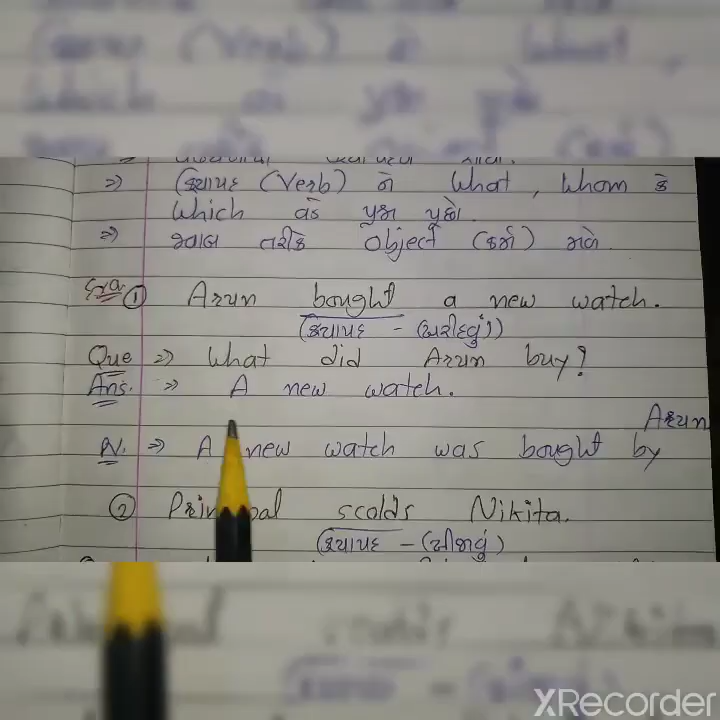 ⇒ ક્રિયાપદ (Verb) ને What, Whom કે
Which વડે પ્રશ્ન પૂછો.
⇒ જવાબ તરીકે Object (કર્મ) મળે
Exa. ① Arun bought a new watch.
(ક્રિયાપદ - (ખરીદવું))
Que ⇒ What did Arun buy?
Ans. ⇒ A new watch.
Arun
N. ⇒ A new watch was bought by
② Principal scolds Nikita.
(ક્રિયાપદ - (ખીજાવું)
XRecorder